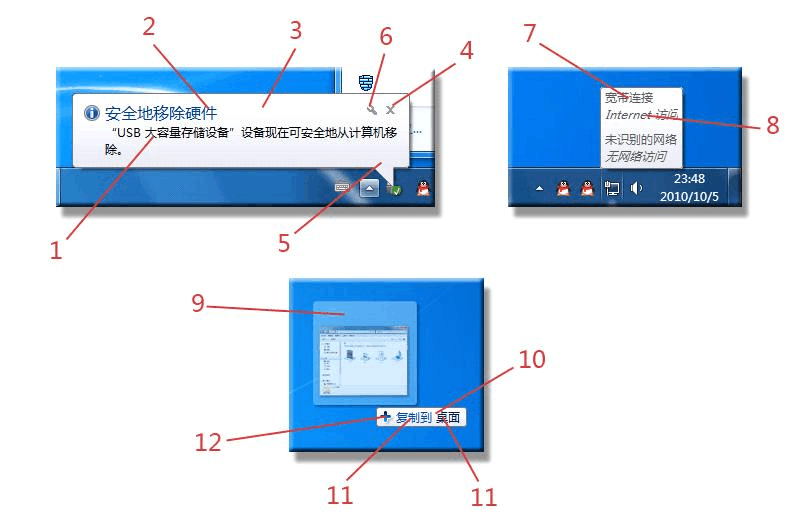 2
3
6
4
7
安全地移除硬件
“USB 大容量存储设备”设备现在可安全地从计算机移
除。
宽带连接
Internet 访问
8
未识别的网络
无网络访问
23:48
2010/10/5
1
5
9
10
复制到 桌面
12
11
11